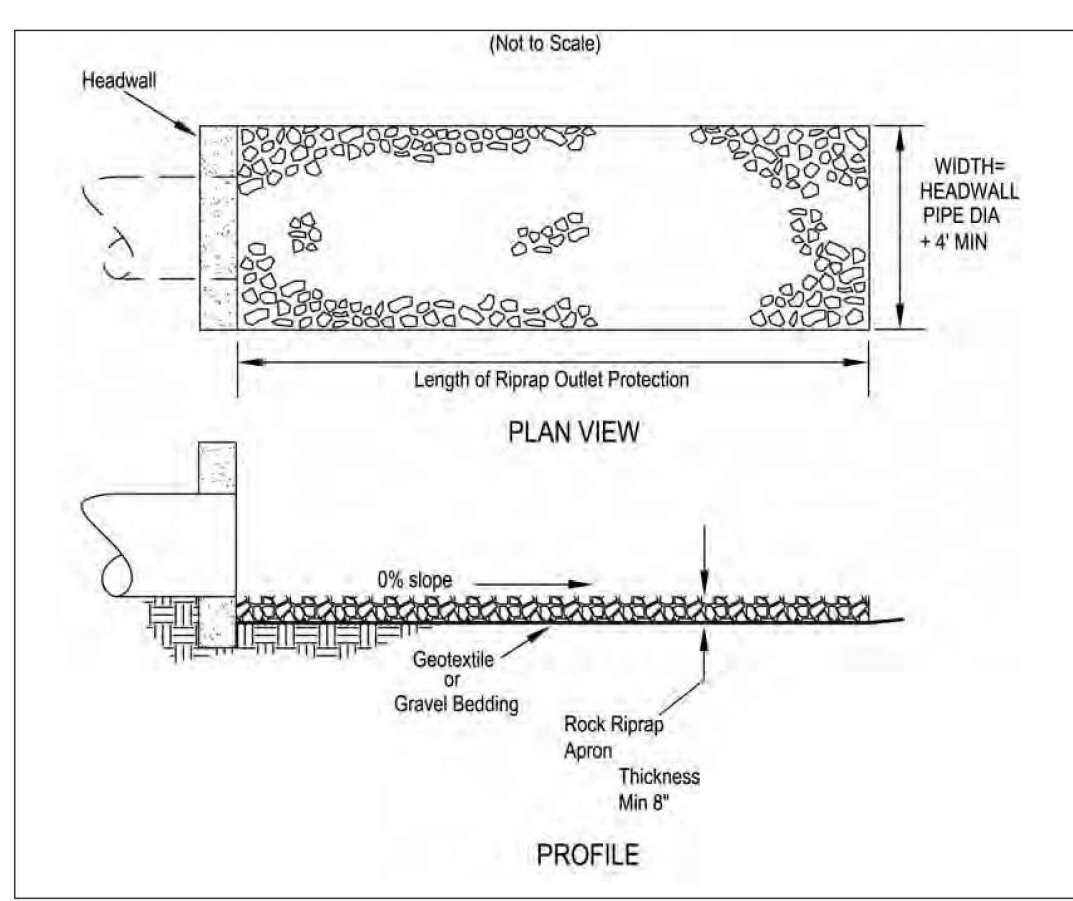 (Not to Scale)
Headwall
WIDTH=
HEADWALL
PIPE DIA
+ 4' MIN
Length of Riprap Outlet Protection
PLAN VIEW
0% slope
Geotextile
or
Gravel Bedding
Rock Riprap
Apron
Thickness
Min 8"
PROFILE